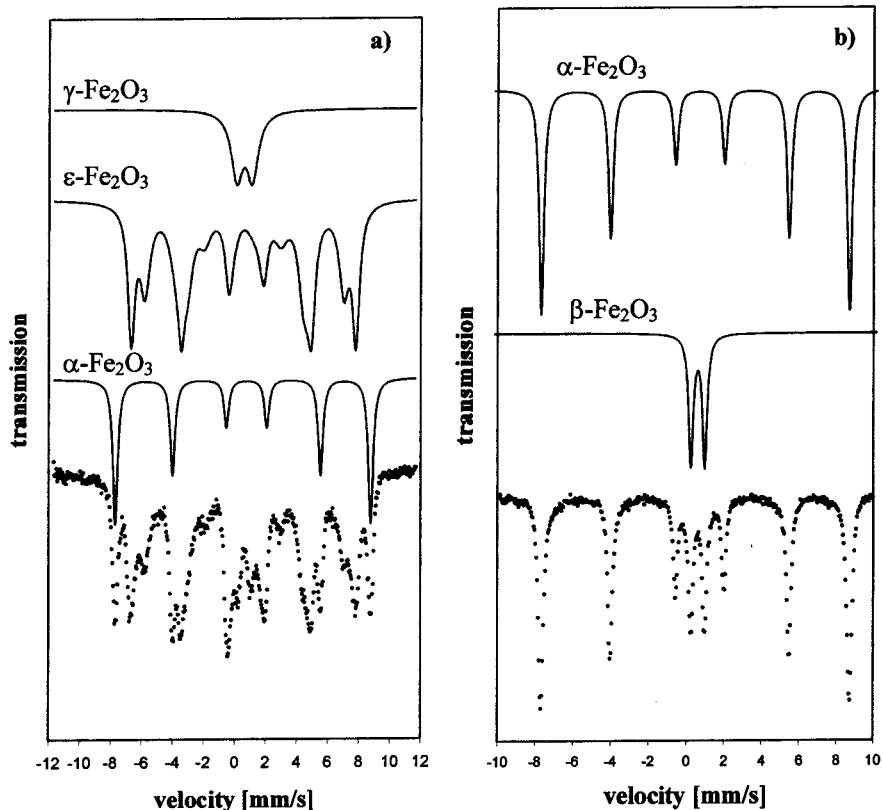 a)
γ-Fe₂O₃
ε-Fe₂O₃
α-Fe₂O₃
transmission
-12 -10 -8 -6 -4 -2 0 2 4 6 8 10 12
velocity [mm/s]
b)
α-Fe₂O₃
β-Fe₂O₃
transmission
-10 -8 -6 -4 -2 0 2 4 6 8 10
velocity [mm/s]